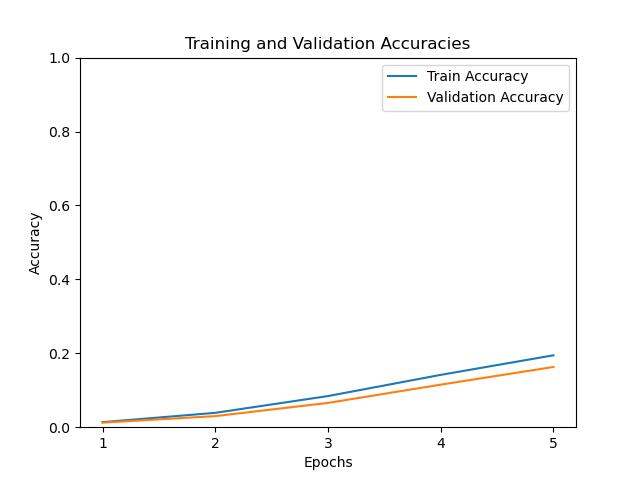 Training and Validation Accuracies
1.0
0.8
0.6
0.4
0.2
0.0
Accuracy
Train Accuracy
Validation Accuracy
1 2 3 4 5
Epochs